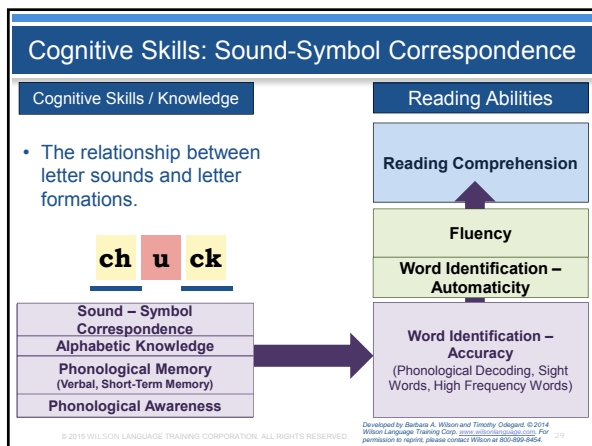 Cognitive Skills: Sound-Symbol Correspondence
Cognitive Skills / Knowledge
• The relationship between
letter sounds and letter
formations.
ch u ck
Sound – Symbol
Correspondence
Alphabetic Knowledge
Phonological Memory
(Verbal, Short-Term Memory)
Phonological Awareness
Reading Abilities
Reading Comprehension
Fluency
Word Identification –
Automaticity
Word Identification –
Accuracy
(Phonological Decoding, Sight
Words, High Frequency Words)
© 2015 WILSON LANGUAGE TRAINING CORPORATION. ALL RIGHTS RESERVED.
Developed by Barbara A. Wilson and Timothy Odegard. © 2014
Wilson Language Training Corp. www.wilsonlanguage.com. For
permission to reprint, please contact Wilson at 800-899-8454.
29